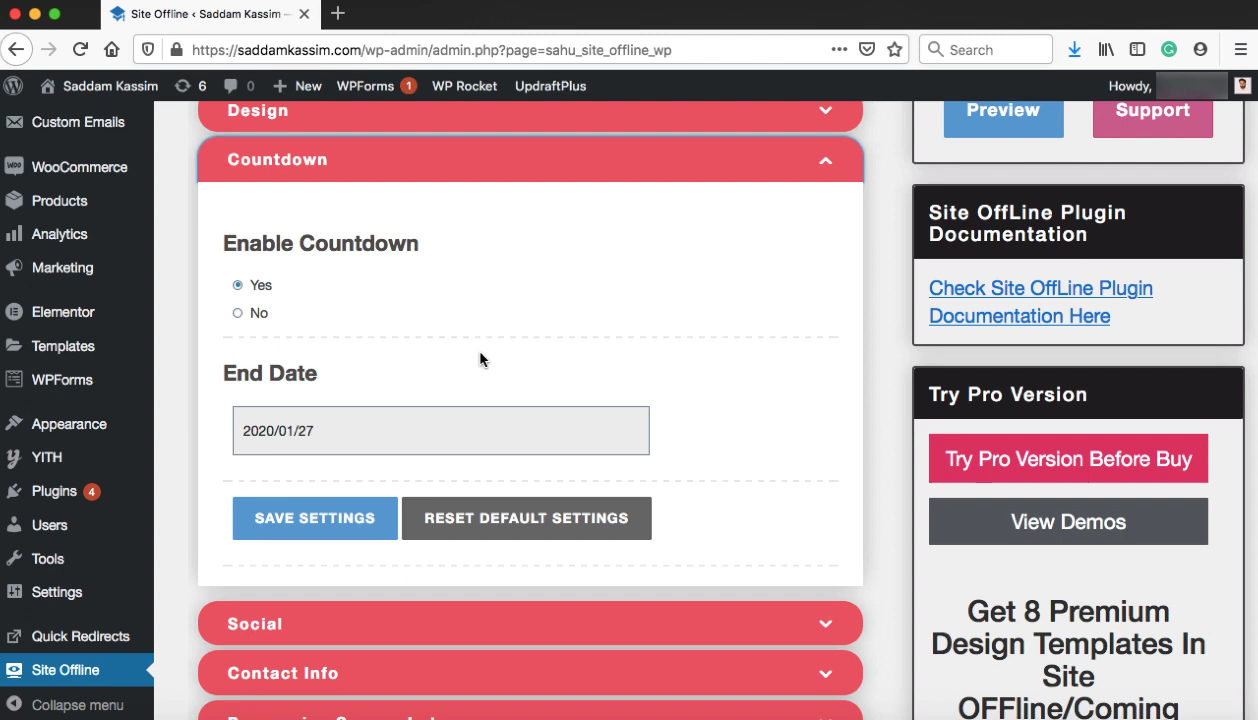 Site Offline ‹ Saddam Kassim —
https://saddamkassim.com/wp-admin/admin.php?page=sahu_site_offline_wp
Search
Saddam Kassim
6
0
New
WPForms 1
WP Rocket
UpdraftPlus
Howdy,
Custom Emails
WooCommerce
Products
Analytics
Marketing
Elementor
Templates
WPForms
Appearance
YITH
Plugins 4
Users
Tools
Settings
Quick Redirects
Site Offline
Collapse menu
Design
Countdown
Enable Countdown
Yes
No
End Date
2020/01/27
SAVE SETTINGS
RESET DEFAULT SETTINGS
Social
Contact Info
Preview
Support
Site OffLine Plugin
Documentation
Check Site OffLine Plugin
Documentation Here
Try Pro Version
Try Pro Version Before Buy
View Demos
Get 8 Premium
Design Templates In
Site
OFFline/Coming